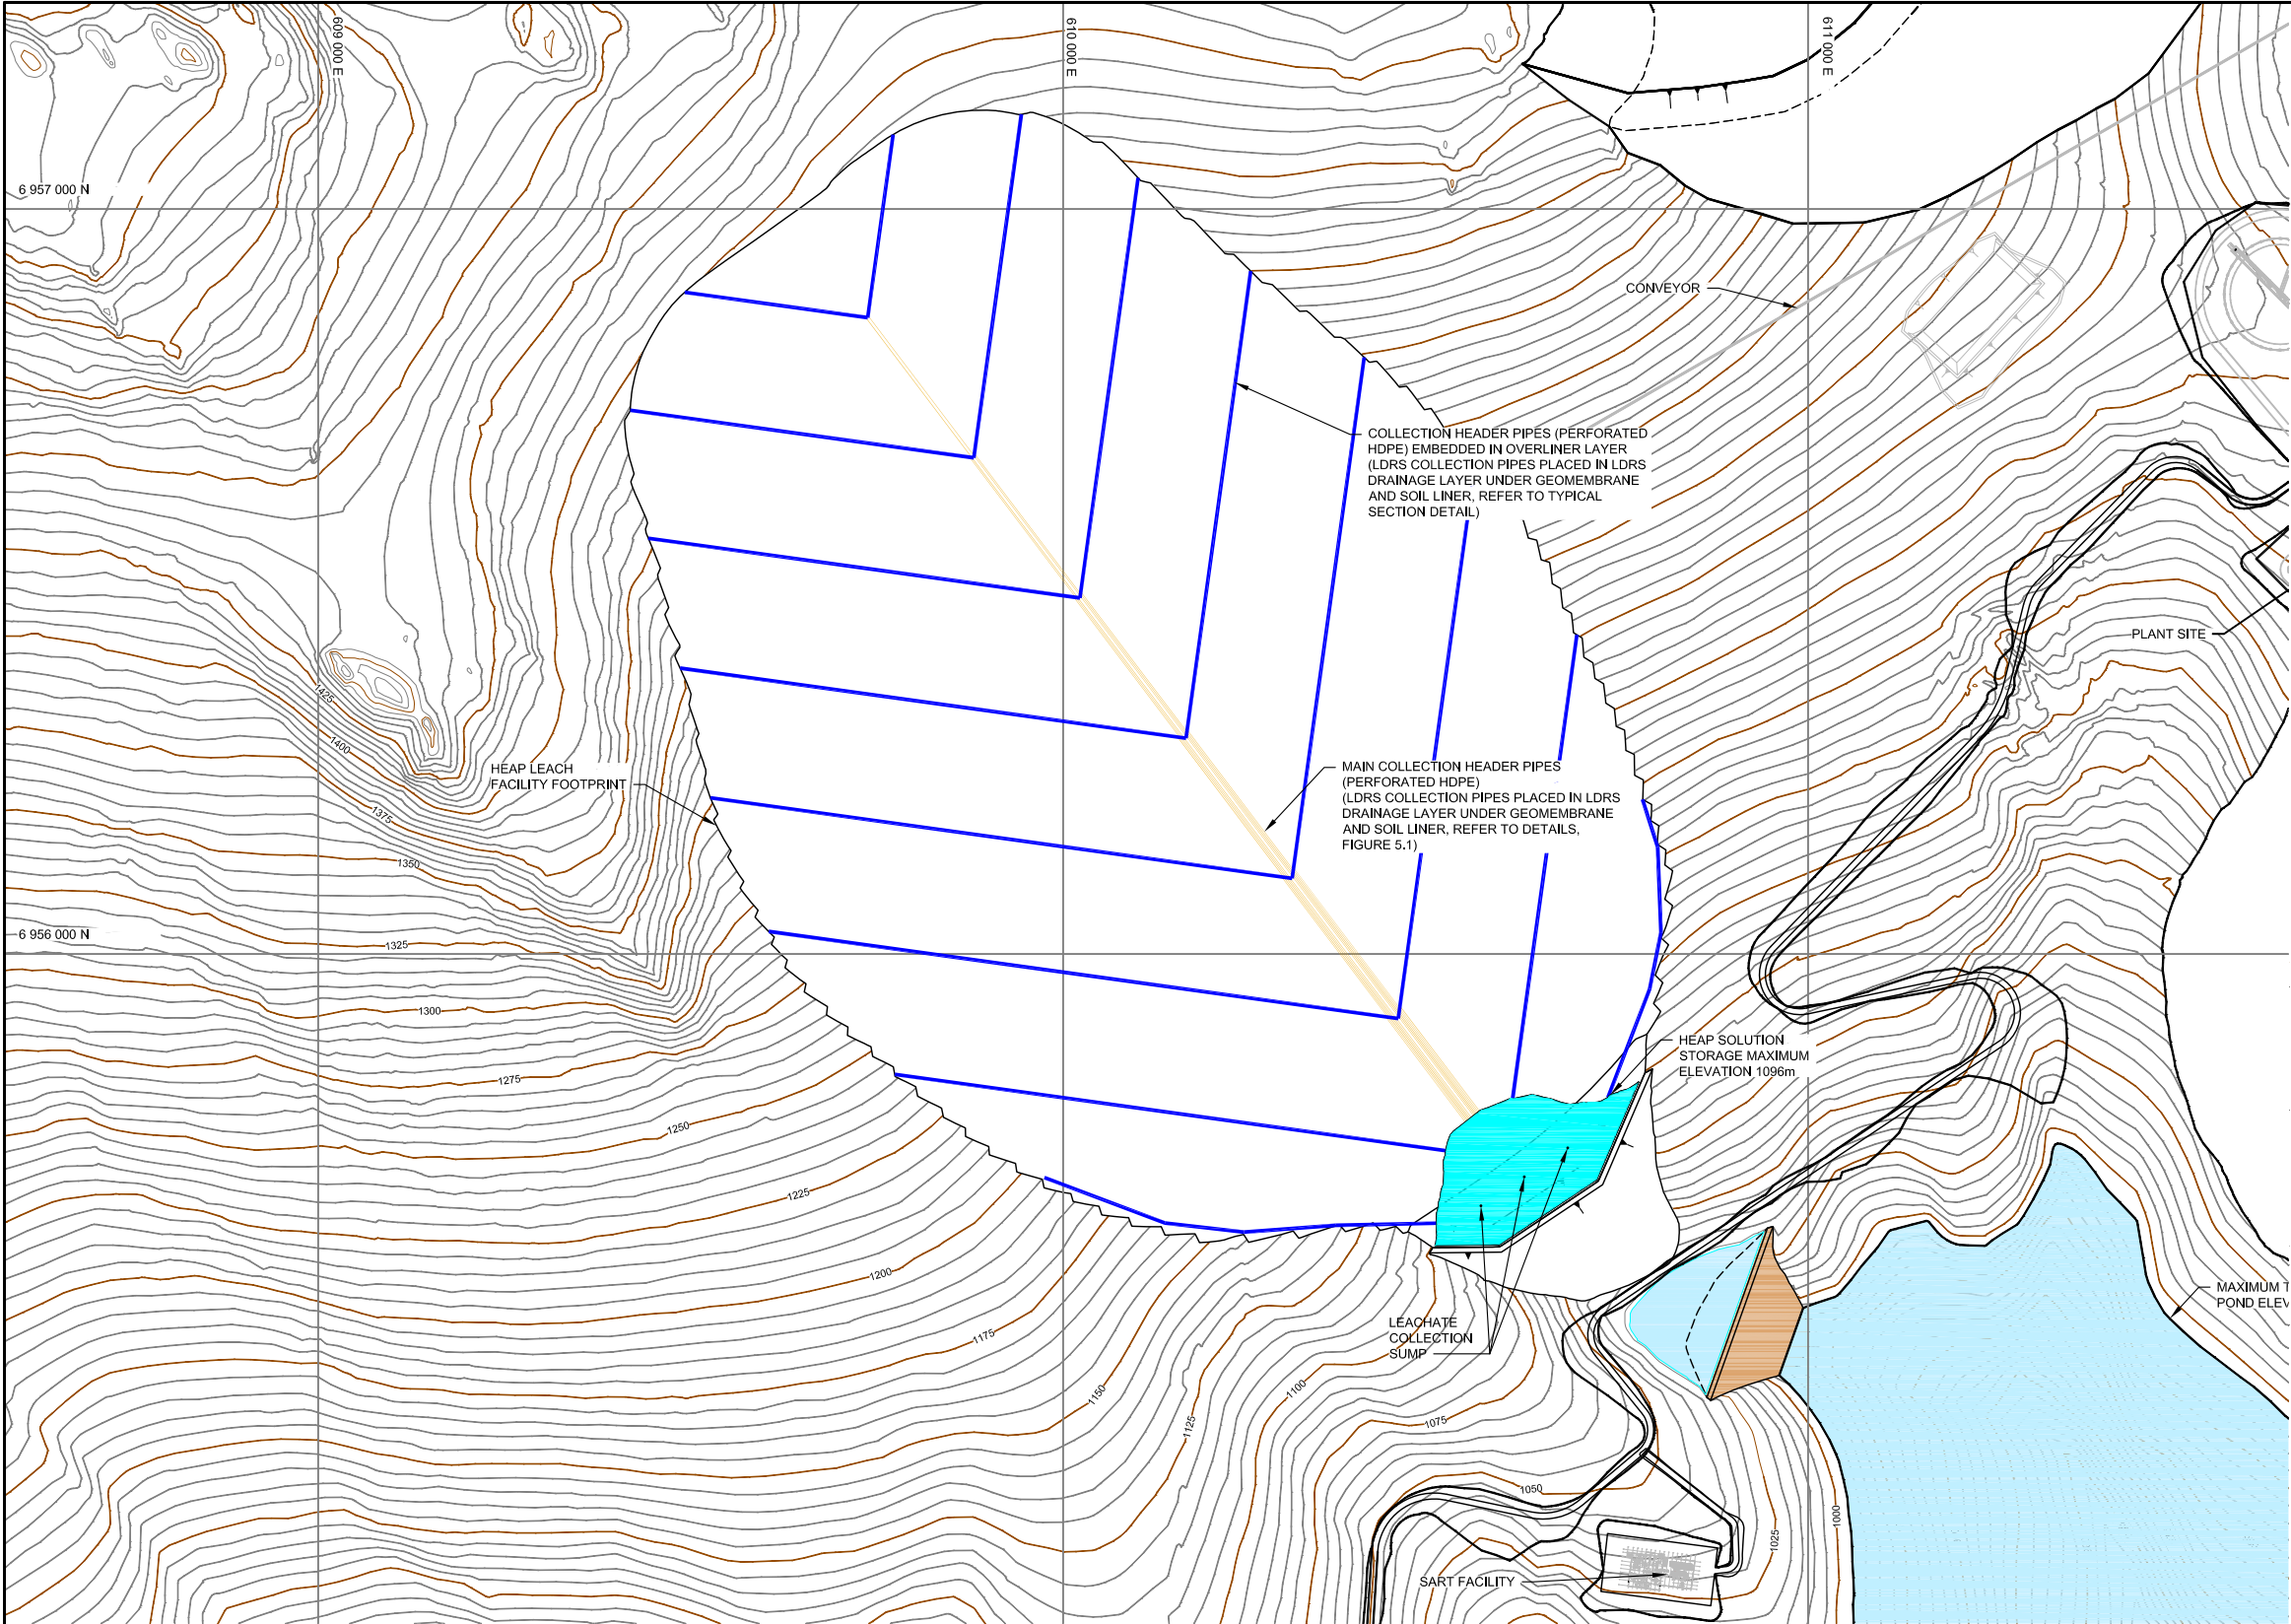 609 000 E
610 000 E
611 000 E
6 957 000 N
CONVEYOR
COLLECTION HEADER PIPES (PERFORATED
HDPE) EMBEDDED IN OVERLINER LAYER
(LDRS COLLECTION PIPES PLACED IN LDRS
DRAINAGE LAYER UNDER GEOMEMBRANE
AND SOIL LINER, REFER TO TYPICAL
SECTION DETAIL)
PLANT SITE
1425
1400
HEAP LEACH
FACILITY FOOTPRINT
MAIN COLLECTION HEADER PIPES
(PERFORATED HDPE)
(LDRS COLLECTION PIPES PLACED IN LDRS
DRAINAGE LAYER UNDER GEOMEMBRANE
AND SOIL LINER, REFER TO DETAILS,
FIGURE 5.1)
1375
1350
6 956 000 N
1325
1300
HEAP SOLUTION
STORAGE MAXIMUM
ELEVATION 1096m
1275
1250
1225
1200
MAXIMUM T
POND ELEV
1175
LEACHATE
COLLECTION
SUMP
1150
1125
1100
1075
1050
1025
1000
SART FACILITY